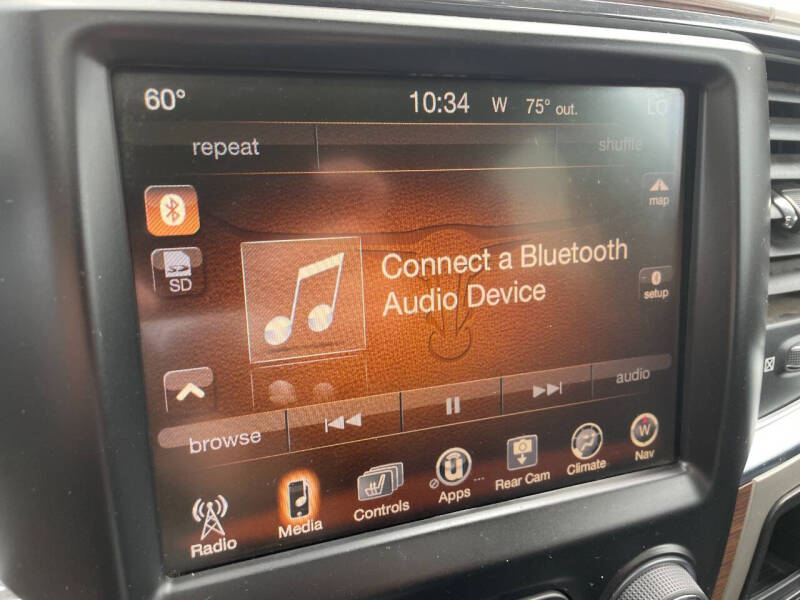 60° 10:34 W 75° out. LO
repeat shuffle
map
SD
Connect a Bluetooth
Audio Device
setup
browse audio
Radio Media Controls Apps ... Rear Cam Climate W Nav